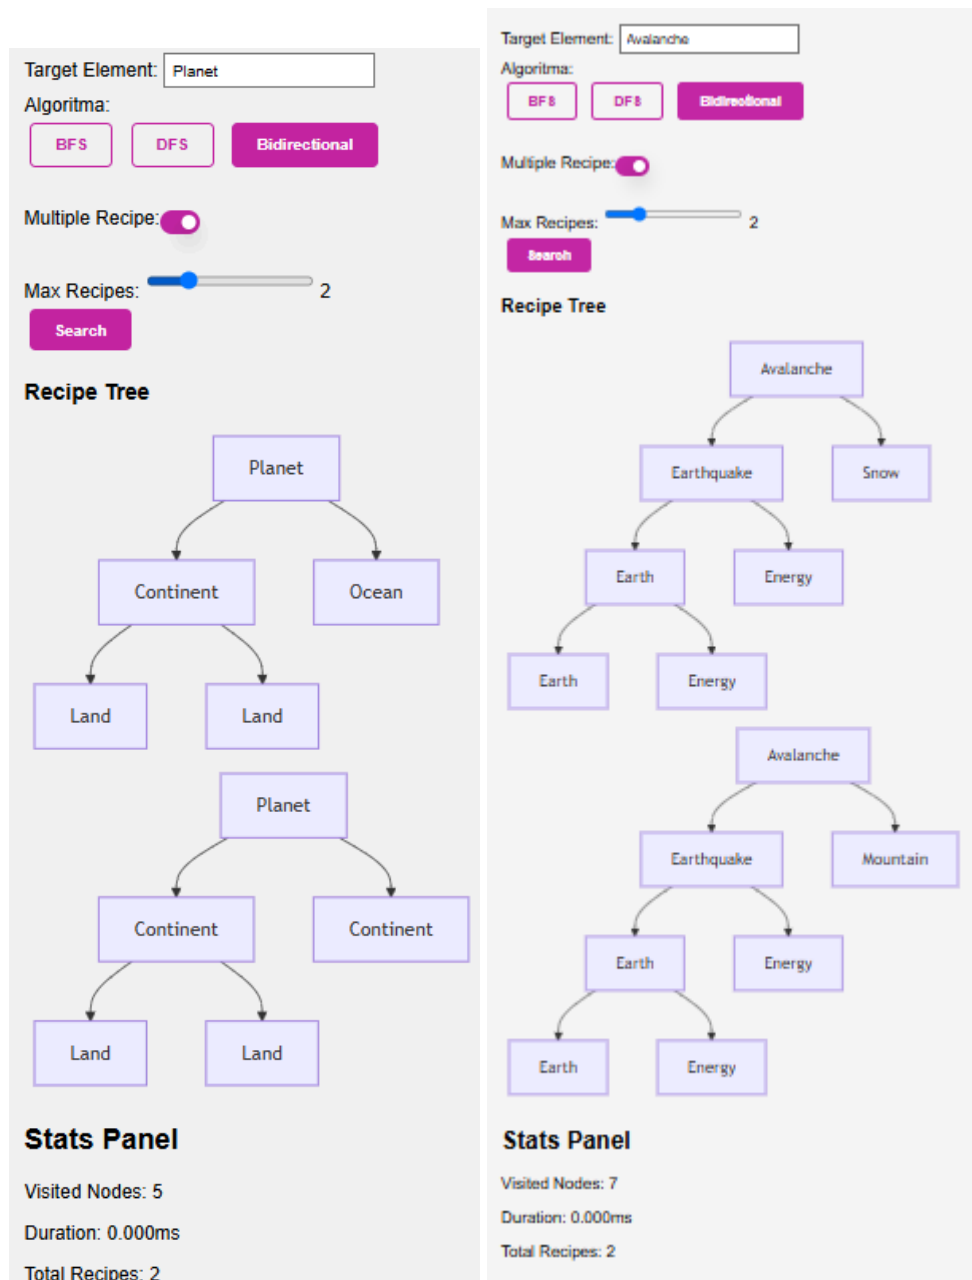 Target Element: Planet
Algoritma:
BFS DFS Bidirectional
Multiple Recipe:
Max Recipes: 2
Search
Recipe Tree
Planet
Continent Ocean
Land Land
Planet
Continent Continent
Land Land
Stats Panel
Visited Nodes: 5
Duration: 0.000ms
Total Recipes: 2
Target Element: Avalanche
Algoritma:
BFS DFS Bidirectional
Multiple Recipe:
Max Recipes: 2
Search
Recipe Tree
Avalanche
Earthquake Snow
Earth Energy
Earth Energy
Avalanche
Earthquake Mountain
Earth Energy
Earth Energy
Stats Panel
Visited Nodes: 7
Duration: 0.000ms
Total Recipes: 2